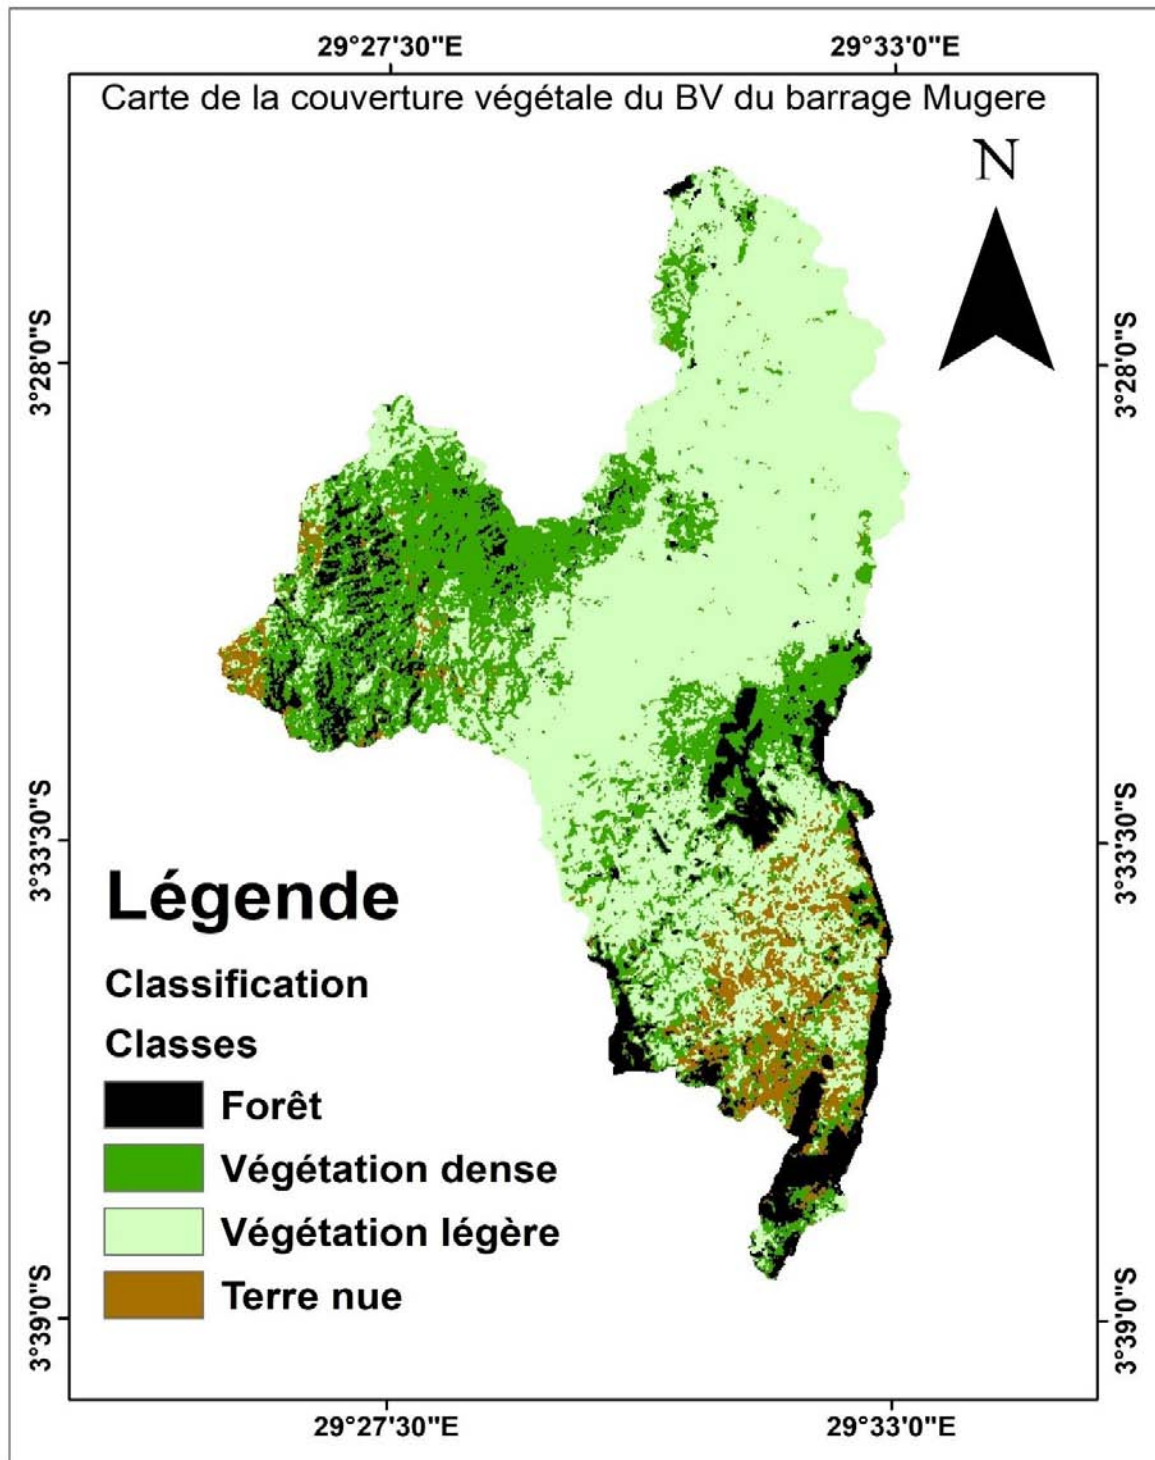 29°27'30"E
29°33'0"E
Carte de la couverture végétale du BV du barrage Mugere
N
3°28'0"S
3°28'0"S
3°33'30"S
3°33'30"S
Légende
Classification
Classes
Forêt
Végétation dense
Végétation légère
Terre nue
3°39'0"S
3°39'0"S
29°27'30"E
29°33'0"E